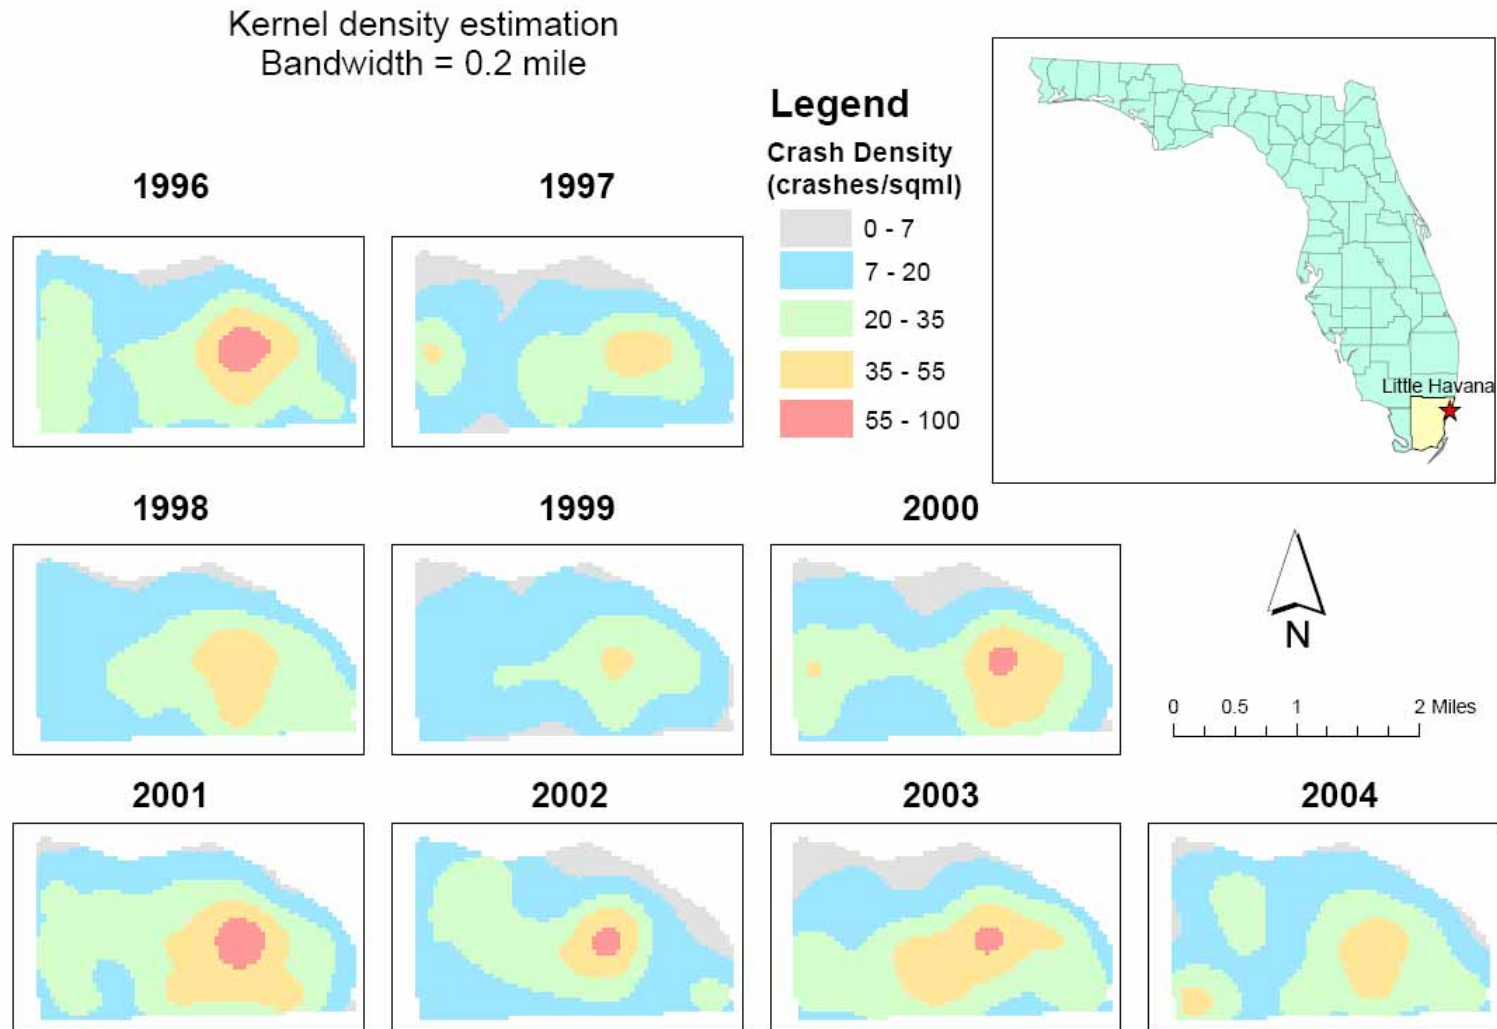 Kernel density estimation
Bandwidth = 0.2 mile
Legend
Crash Density
(crashes/sqml)
0 - 7
7 - 20
20 - 35
35 - 55
55 - 100
Little Havana
1996
1997
1998
1999
2000
N
0 0.5 1 2 Miles
2001
2002
2003
2004